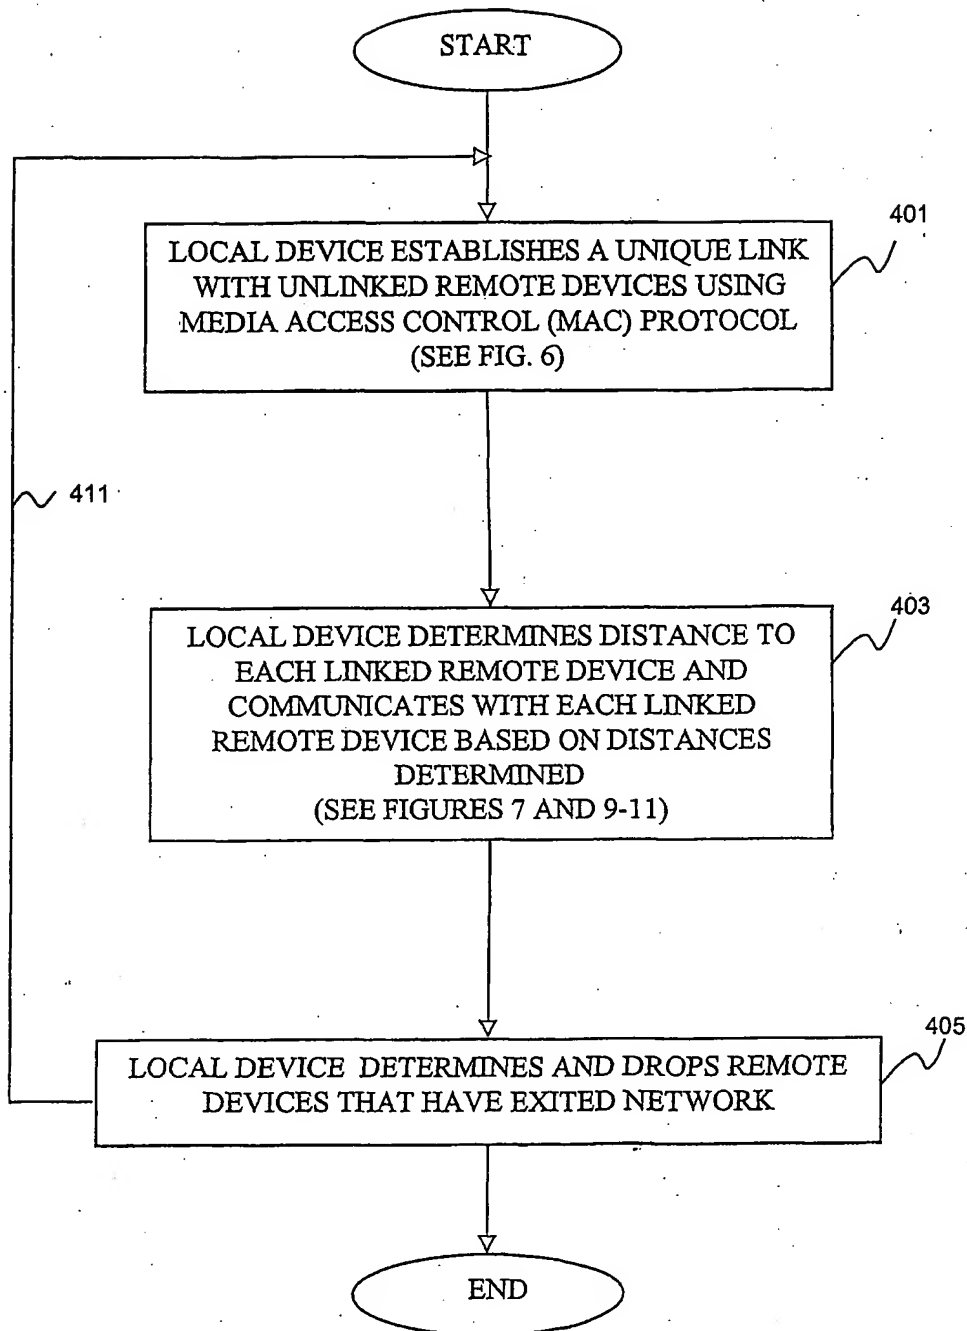 START
401
LOCAL DEVICE ESTABLISHES A UNIQUE LINK
WITH UNLINKED REMOTE DEVICES USING
MEDIA ACCESS CONTROL (MAC) PROTOCOL
(SEE FIG. 6)
411
403
LOCAL DEVICE DETERMINES DISTANCE TO
EACH LINKED REMOTE DEVICE AND
COMMUNICATES WITH EACH LINKED
REMOTE DEVICE BASED ON DISTANCES
DETERMINED
(SEE FIGURES 7 AND 9-11)
405
LOCAL DEVICE DETERMINES AND DROPS REMOTE
DEVICES THAT HAVE EXITED NETWORK
END